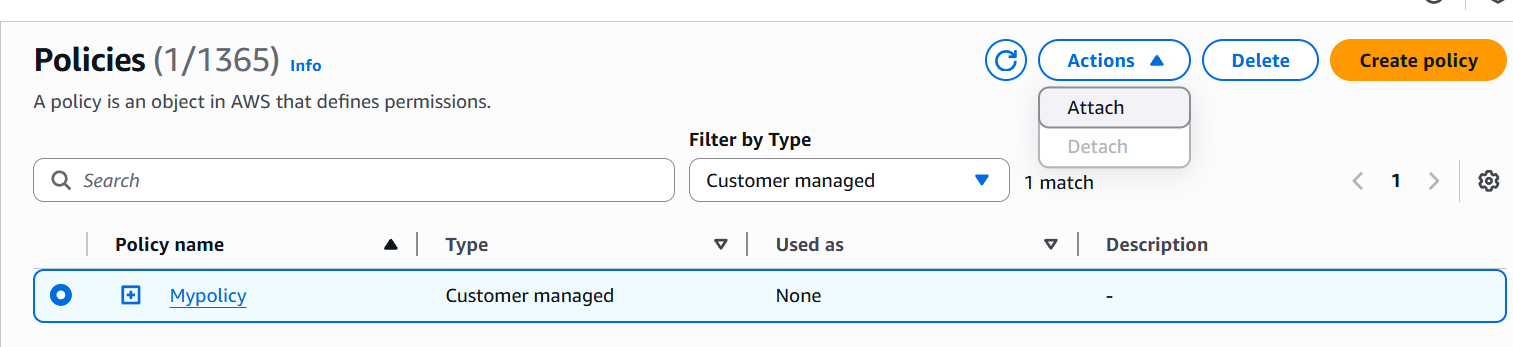 Policies (1/1365) Info
Actions
Delete
Create policy
A policy is an object in AWS that defines permissions.
Attach
Detach
Filter by Type
Search
Customer managed
1 match
1
Policy name
Type
Used as
Description
Mypolicy
Customer managed
None
-